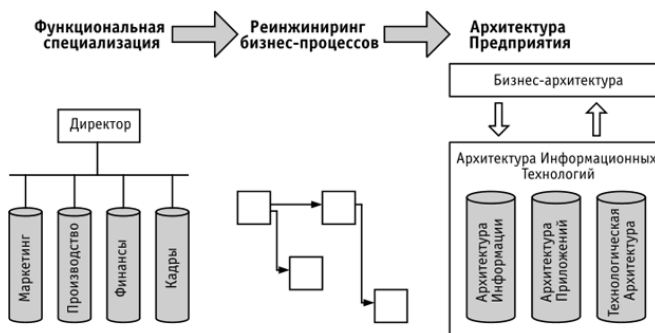 Функциональная
специализация
Реинжиниринг
бизнес-процессов
Архитектура
Предприятия
Директор
Маркетинг
Производство
Финансы
Кадры
Бизнес-архитектура
Архитектура Информационных
Технологий
Архитектура
Информации
Архитектура
Приложений
Технологическая
Архитектура